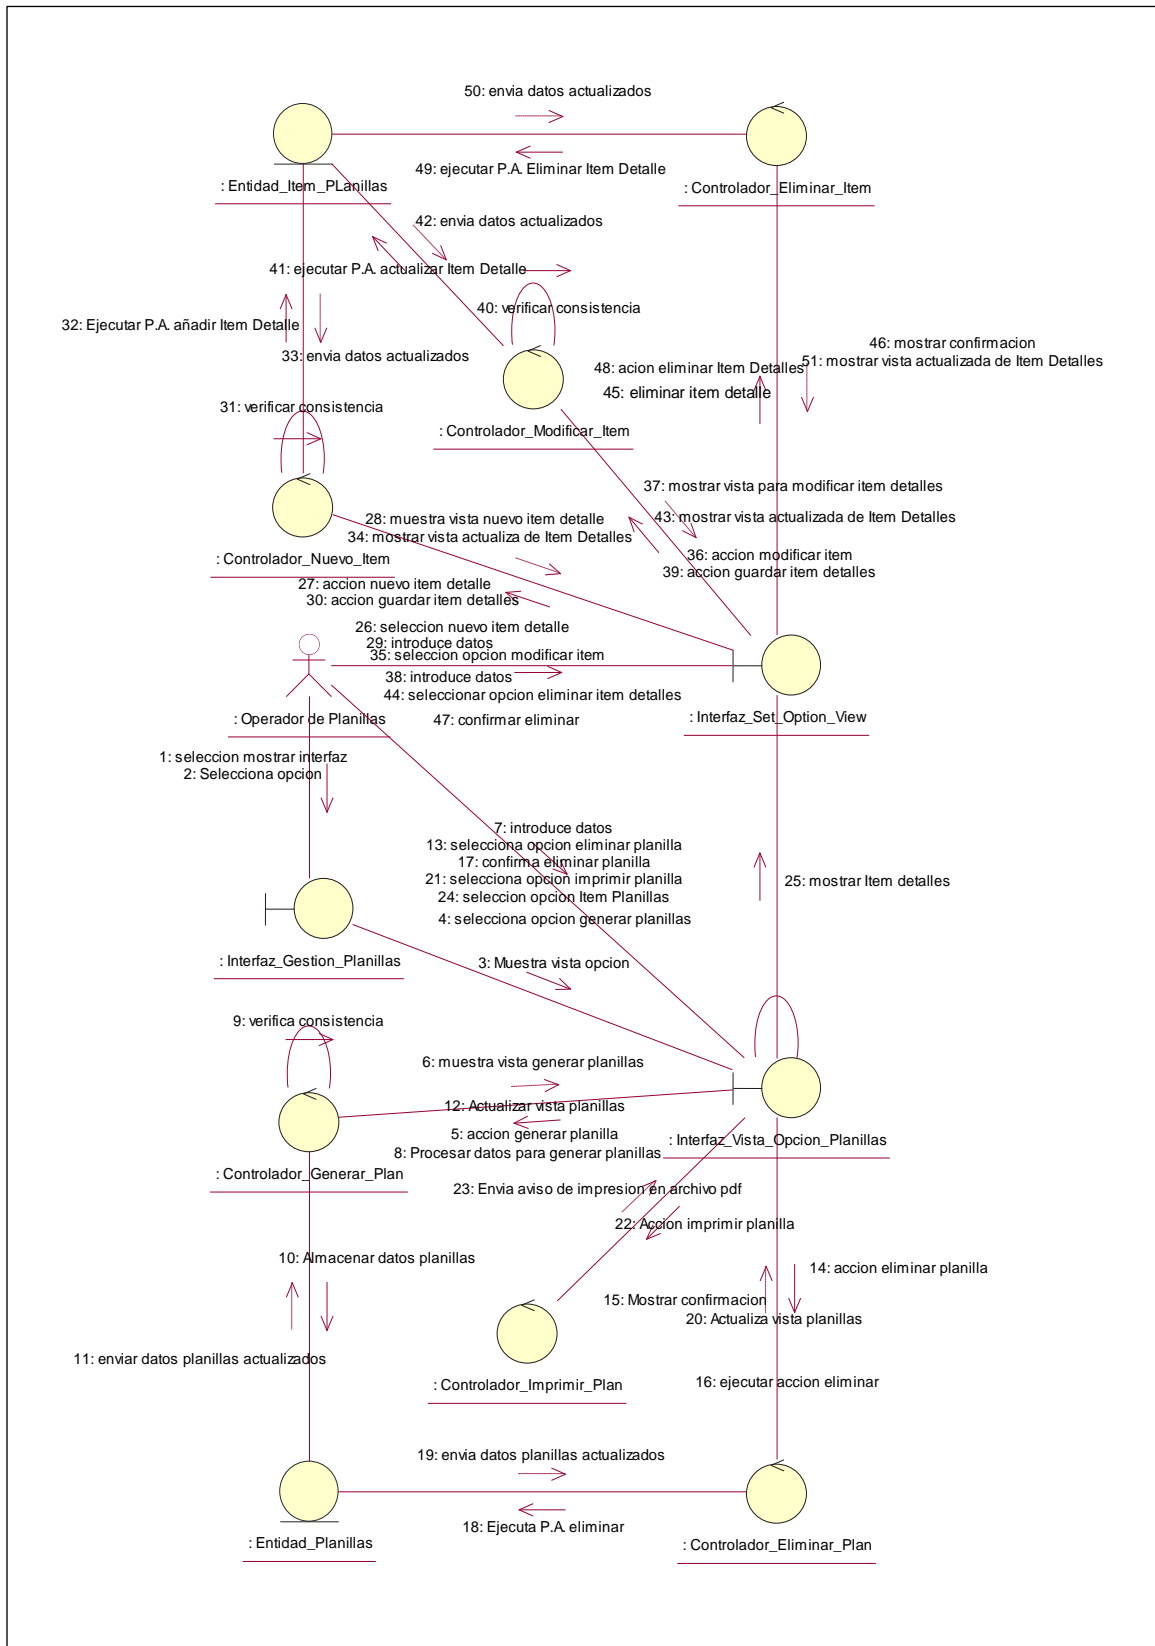 50: envia datos actualizados
49: ejecutar P.A. Eliminar Item Detalle
: Entidad_Item_PLanillas
: Controlador_Eliminar_Item
42: envia datos actualizados
41: ejecutar P.A. actualizar Item Detalle
40: verificar consistencia
32: Ejecutar P.A. añadir Item Detalle
33: envia datos actualizados
46: mostrar confirmacion
51: mostrar vista actualizada de Item Detalles
48: acion eliminar Item Detalles
45: eliminar item detalle
31: verificar consistencia
: Controlador_Modificar_Item
37: mostrar vista para modificar item detalles
43: mostrar vista actualizada de Item Detalles
28: muestra vista nuevo item detalle
34: mostrar vista actualiza de Item Detalles
36: accion modificar item
39: accion guardar item detalles
: Controlador_Nuevo_Item
27: accion nuevo item detalle
30: accion guardar item detalles
26: seleccion nuevo item detalle
29: introduce datos
35: seleccion opcion modificar item
38: introduce datos
44: seleccionar opcion eliminar item detalles
47: confirmar eliminar
: Operador de Planillas
: Interfaz_Set_Option_View
1: seleccion mostrar interfaz
2: Selecciona opcion
7: introduce datos
13: selecciona opcion eliminar planilla
17: confirma eliminar planilla
21: selecciona opcion imprimir planilla
24: seleccion opcion Item Planillas
4: selecciona opcion generar planillas
25: mostrar Item detalles
: Interfaz_Gestion_Planillas
3: Muestra vista opcion
9: verifica consistencia
6: muestra vista generar planillas
12: Actualizar vista planillas
5: accion generar planilla
8: Procesar datos para generar planillas
: Interfaz_Vista_Opcion_Planillas
: Controlador_Generar_Plan
23: Envia aviso de impresion en archivo pdf
22: Accion imprimir planilla
10: Almacenar datos planillas
14: accion eliminar planilla
15: Mostrar confirmacion
20: Actualiza vista planillas
11: enviar datos planillas actualizados
: Controlador_Imprimir_Plan
16: ejecutar accion eliminar
19: envia datos planillas actualizados
18: Ejecuta P.A. eliminar
: Entidad_Planillas
: Controlador_Eliminar_Plan